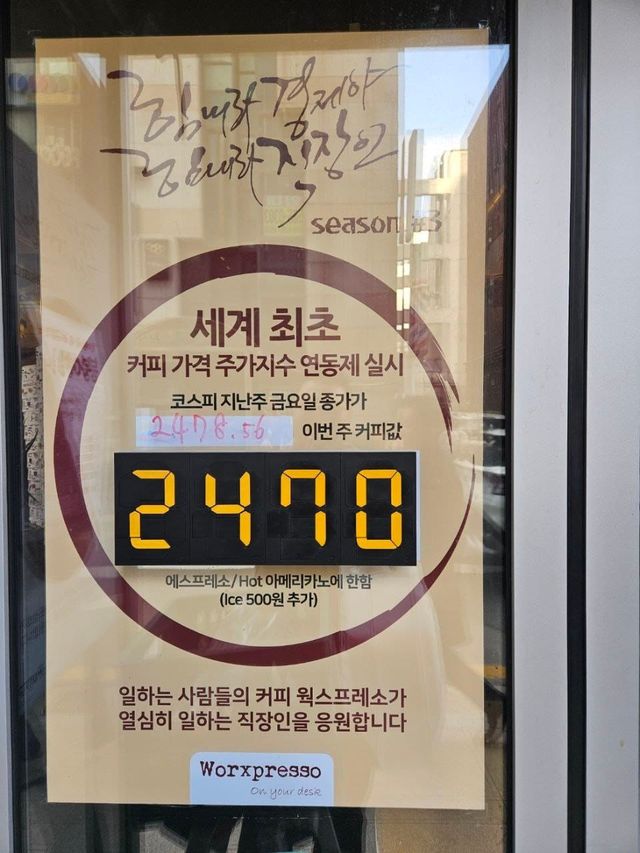 힘내라 경제야
힘내라 직장인
season #3
세계 최초
커피 가격 주가지수 연동제 실시
코스피 지난주 금요일 종가가
2478.56 이번 주 커피값
2470
에스프레소/Hot 아메리카노에 한함
(Ice 500원 추가)
일하는 사람들의 커피 웍스프레소가
열심히 일하는 직장인을 응원합니다
Worxpresso
On your desk